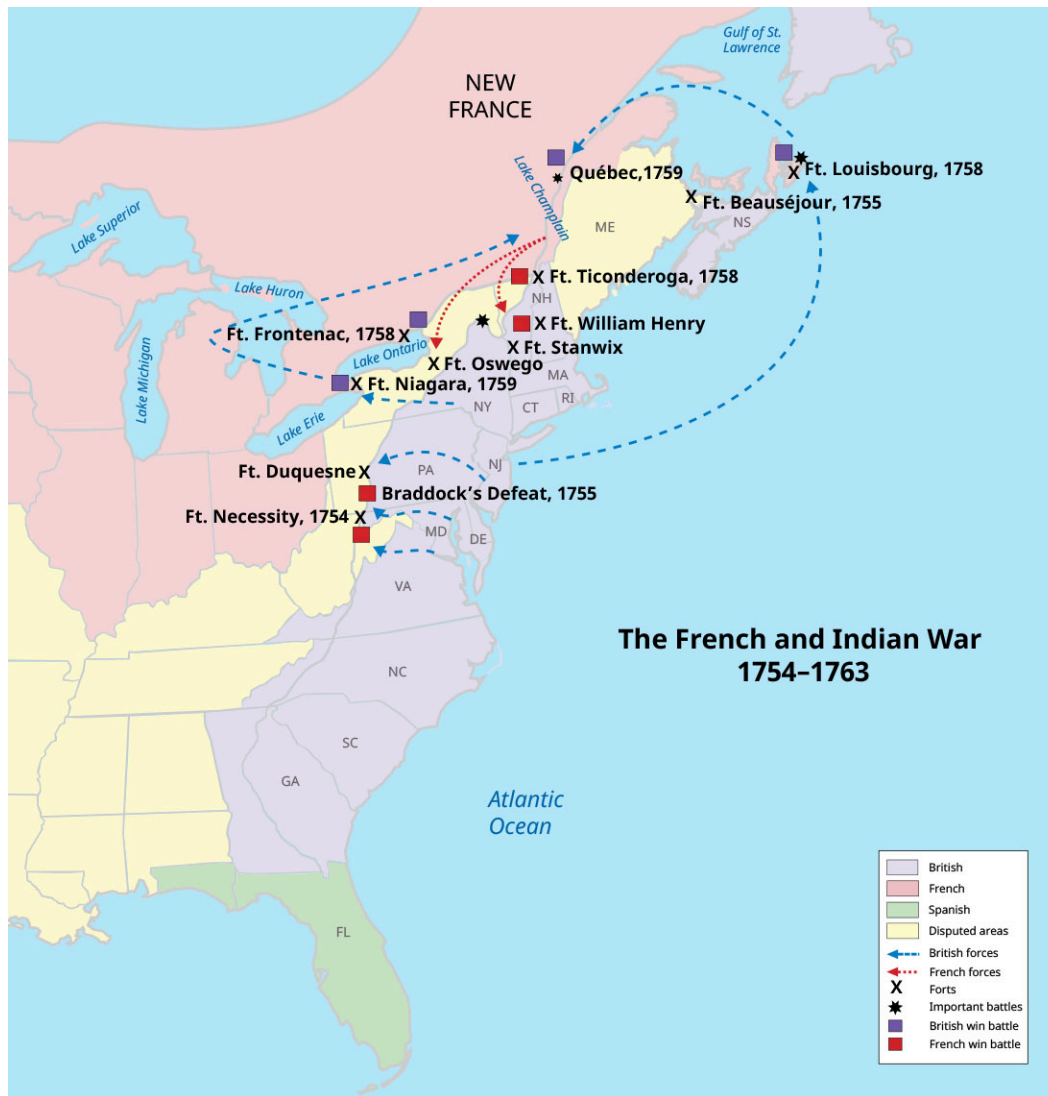 Gulf of St.
Lawrence
NEW
FRANCE
Lake Champlain
Québec,1759
Ft. Louisbourg, 1758
Ft. Beauséjour, 1755
X
X
NS
ME
Lake Superior
Lake Huron
X Ft. Ticonderoga, 1758
NH
Ft. Frontenac, 1758 X
X Ft. William Henry
X Ft. Stanwix
Lake Ontario
Lake Michigan
X Ft. Oswego
X Ft. Niagara, 1759
MA
RI
CT
NY
Lake Erie
Ft. Duquesne X
PA
NJ
Braddock's Defeat, 1755
Ft. Necessity, 1754 X
MD
DE
VA
The French and Indian War
1754–1763
NC
SC
GA
Atlantic
Ocean
FL
British
French
Spanish
Disputed areas
British forces
French forces
X Forts
Important battles
British win battle
French win battle